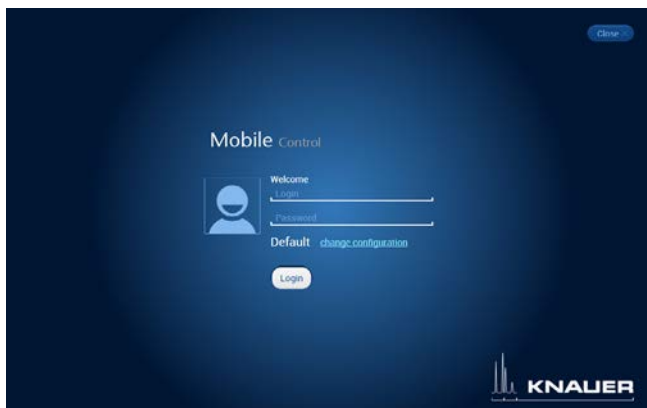 Close ×
Mobile Control
Welcome
Login
Password
Default change configuration
Login
KNAUER